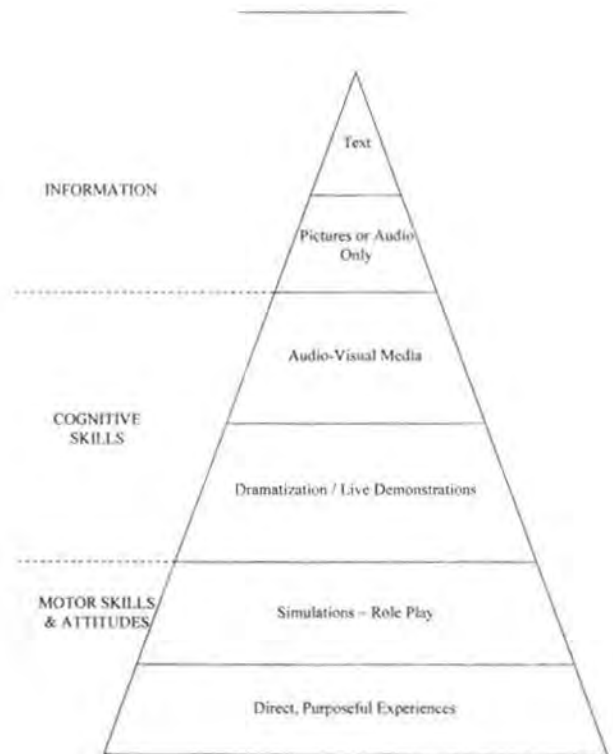 Text
INFORMATION
Pictures or Audio
Only
Audio-Visual Media
COGNITIVE
SKILLS
Dramatization / Live Demonstrations
MOTOR SKILLS
& ATTITUDES
Simulations – Role Play
Direct, Purposeful Experiences